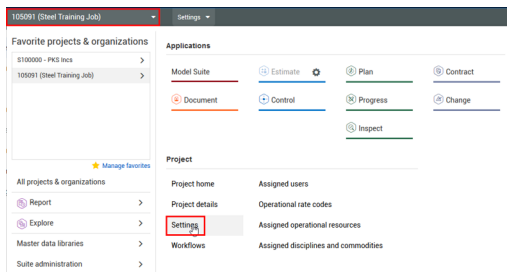 105091 (Steel Training Job)
Settings
Favorite projects & organizations
S100000 - PKS Incs
105091 (Steel Training Job)
Manage favorites
All projects & organizations
Report
Explore
Master data libraries
Suite administration
Applications
Model Suite
Estimate
Plan
Contract
Document
Control
Progress
Change
Inspect
Project
Project home
Assigned users
Project details
Operational rate codes
Settings
Assigned operational resources
Workflows
Assigned disciplines and commodities